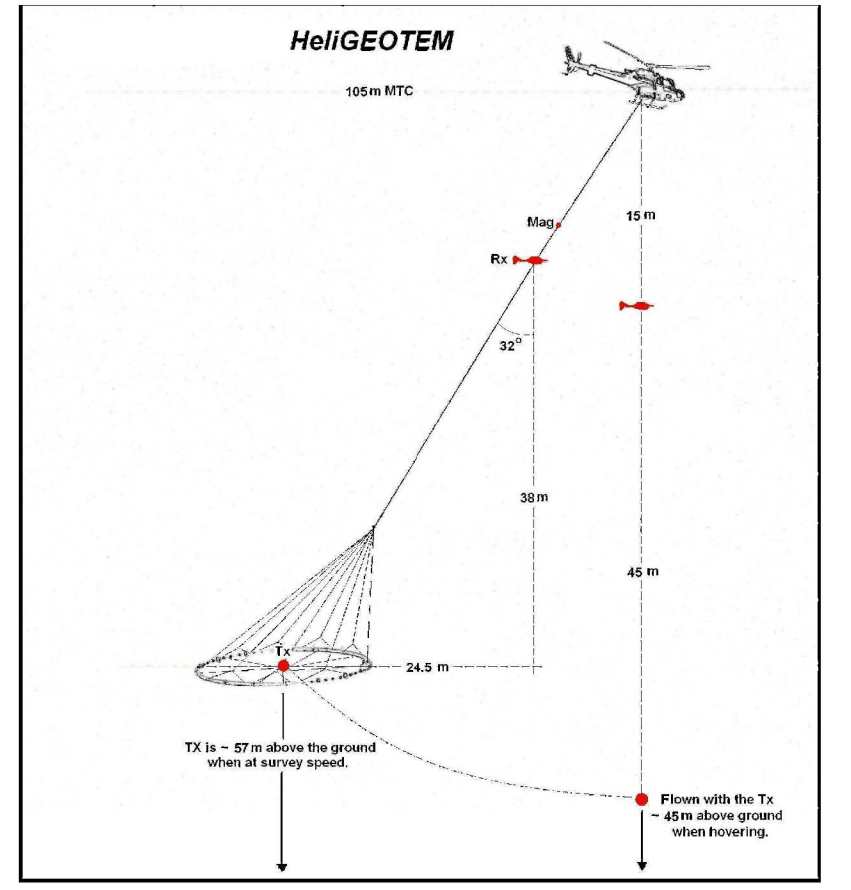 HeliGEOTEM
105 m MTC
15 m
Mag
Rx
32°
38 m
45 m
Tx
24.5 m
TX is ~ 57 m above the ground
when at survey speed.
Flown with the Tx
~ 45 m above ground
when hovering.